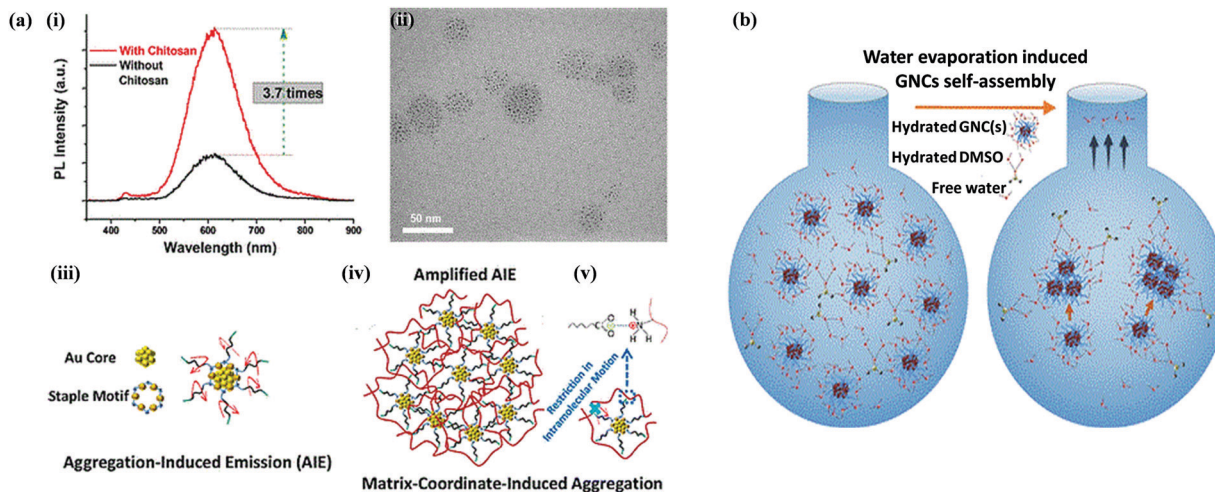 (a)
(i)
PL Intensity (a.u.)
With Chitosan
Without
Chitosan
3.7 times
400
500
600
700
800
900
Wavelength (nm)
(ii)
50 nm
(iii)
Au Core
Staple Motif
Aggregation-Induced Emission (AIE)
(iv)
Amplified AIE
(v)
Restriction in
Intramolecular Motion
Matrix-Coordinate-Induced Aggregation
(b)
Water evaporation induced
GNCs self-assembly
Hydrated GNC(s)
Hydrated DMSO
Free water